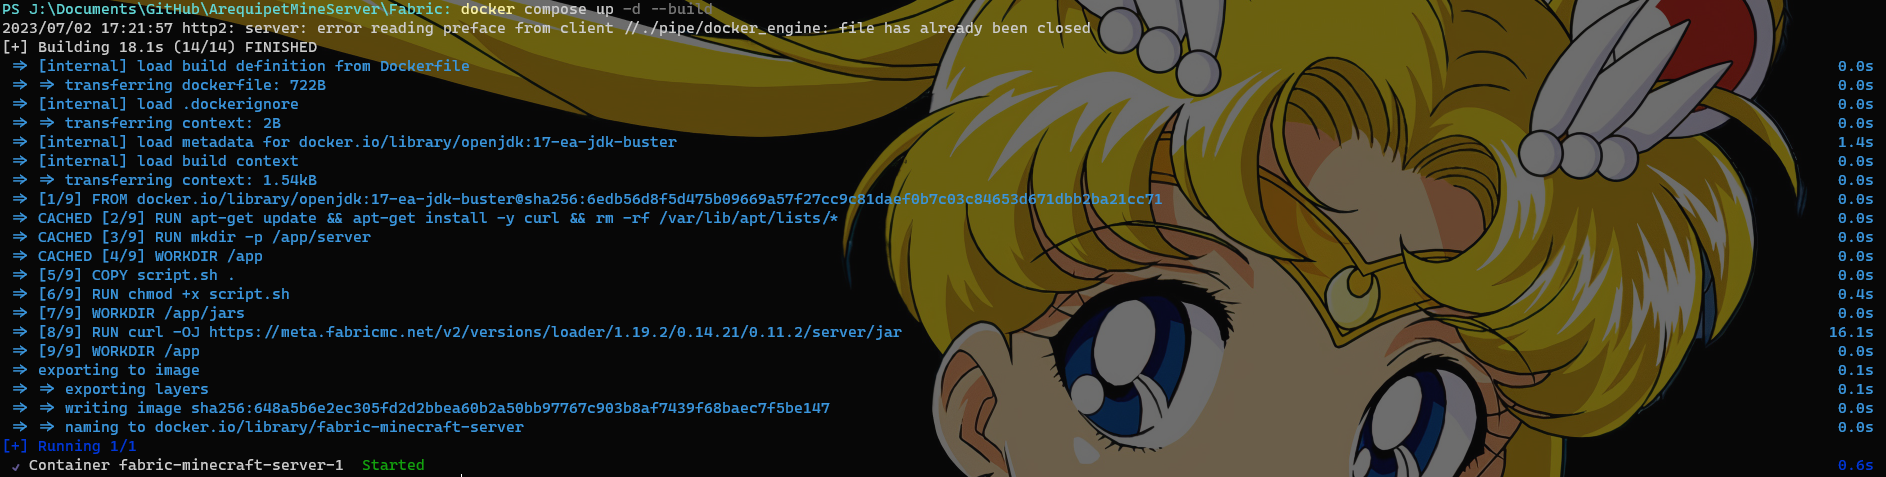 PS J:\Documents\GitHub\ArequipetMineServer\Fabric: docker compose up -d --build
2023/07/02 17:21:57 http2: server: error reading preface from client //./pipe/docker_engine: file has already been closed
[+] Building 18.1s (14/14) FINISHED
=> [internal] load build definition from Dockerfile 0.0s
=> => transferring dockerfile: 722B 0.0s
=> [internal] load .dockerignore 0.0s
=> => transferring context: 2B 0.0s
=> [internal] load metadata for docker.io/library/openjdk:17-ea-jdk-buster 1.4s
=> [internal] load build context 0.0s
=> => transferring context: 1.54kB 0.0s
=> [1/9] FROM docker.io/library/openjdk:17-ea-jdk-buster@sha256:6edb56d8f5d475b09669a57f27cc9c81daef0b7c03c84653d671dbb2ba21cc71 0.0s
=> CACHED [2/9] RUN apt-get update && apt-get install -y curl && rm -rf /var/lib/apt/lists/* 0.0s
=> CACHED [3/9] RUN mkdir -p /app/server 0.0s
=> CACHED [4/9] WORKDIR /app 0.0s
=> [5/9] COPY script.sh . 0.0s
=> [6/9] RUN chmod +x script.sh 0.4s
=> [7/9] WORKDIR /app/jars 0.0s
=> [8/9] RUN curl -OJ https://meta.fabricmc.net/v2/versions/loader/1.19.2/0.14.21/0.11.2/server/jar 16.1s
=> [9/9] WORKDIR /app 0.0s
=> exporting to image 0.1s
=> => exporting layers 0.1s
=> => writing image sha256:648a5b6e2ec305fd2d2bbea60b2a50bb97767c903b8af7439f68baec7f5be147 0.0s
=> => naming to docker.io/library/fabric-minecraft-server 0.0s
[+] Running 1/1
✓ Container fabric-minecraft-server-1 Started 0.6s